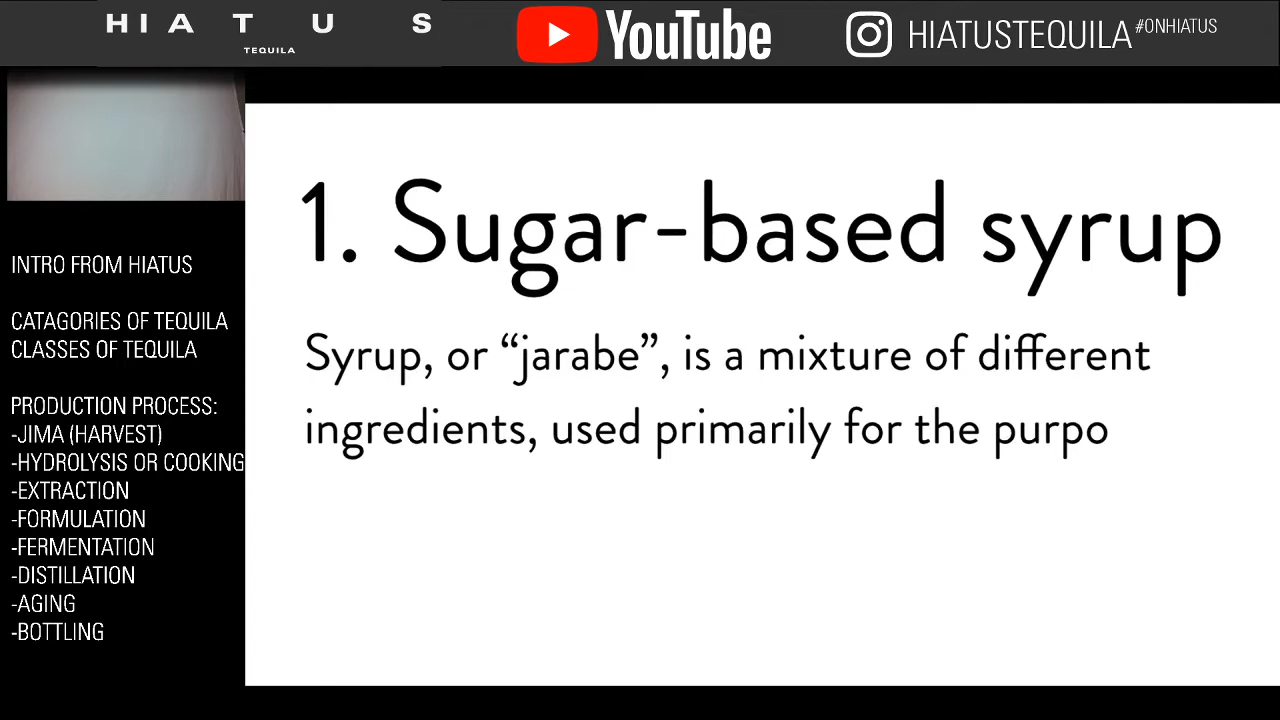 HIATUS
TEQUILA
YouTube
HIATUSTEQUILA #ONHIATUS
INTRO FROM HIATUS
CATAGORIES OF TEQUILA
CLASSES OF TEQUILA
PRODUCTION PROCESS:
-JIMA (HARVEST)
-HYDROLYSIS OR COOKING
-EXTRACTION
-FORMULATION
-FERMENTATION
-DISTILLATION
-AGING
-BOTTLING
1. Sugar-based syrup
Syrup, or “jarabe”, is a mixture of different
ingredients, used primarily for the purpo